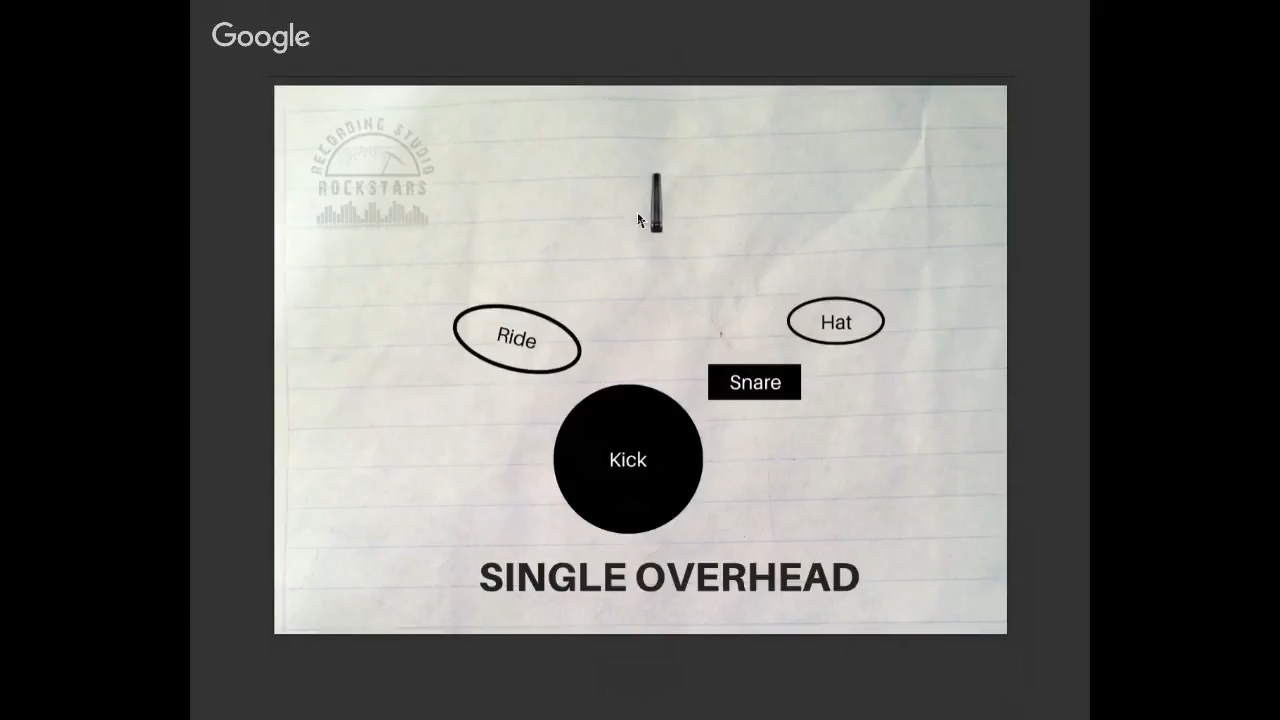 Google
RECORDING STUDIO
ROCKSTARS
Ride
Hat
Snare
Kick
SINGLE OVERHEAD